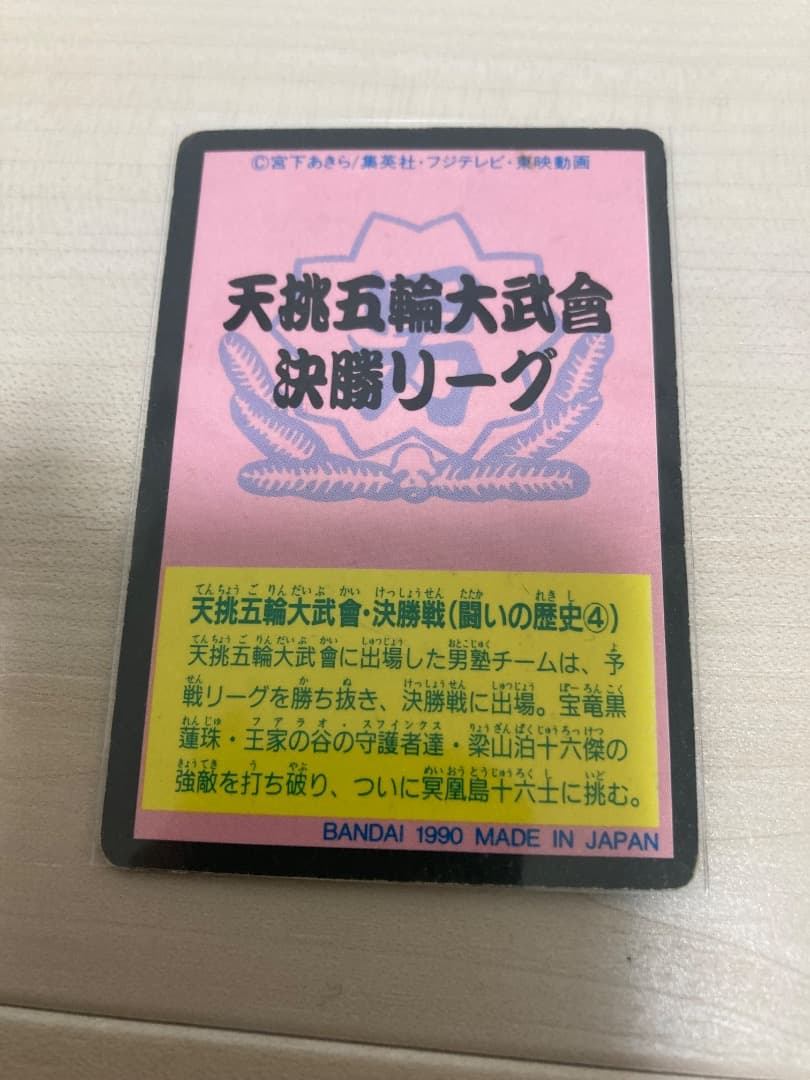 ©宮下あきら/集英社・フジテレビ・東映動画
男
天挑五輪大武會
決勝リーグ
天挑五輪大武會・決勝戦(闘いの歴史④)
天挑五輪大武會に出場した男塾チームは、予
戦リーグを勝ち抜き、決勝戦に出場。宝竜黒
蓮珠・王家の谷の守護者達・梁山泊十六傑の
強敵を打ち破り、ついに冥凰島十六士に挑む。
BANDAI 1990 MADE IN JAPAN